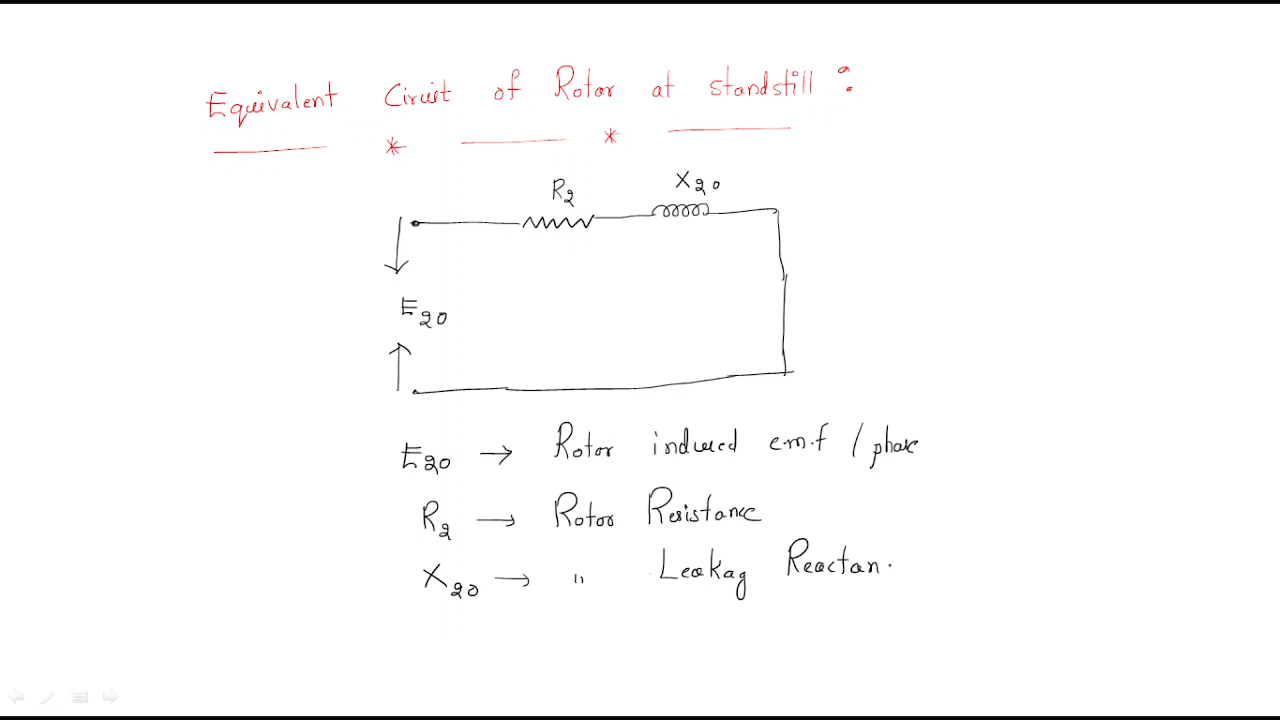 Equivalent Circuit of Rotor at standstill :
R2 X20
E20
E20 → Rotor induced e.m.f / phase
R2 → Rotor Resistance
X20 → " Leakag Reactan.